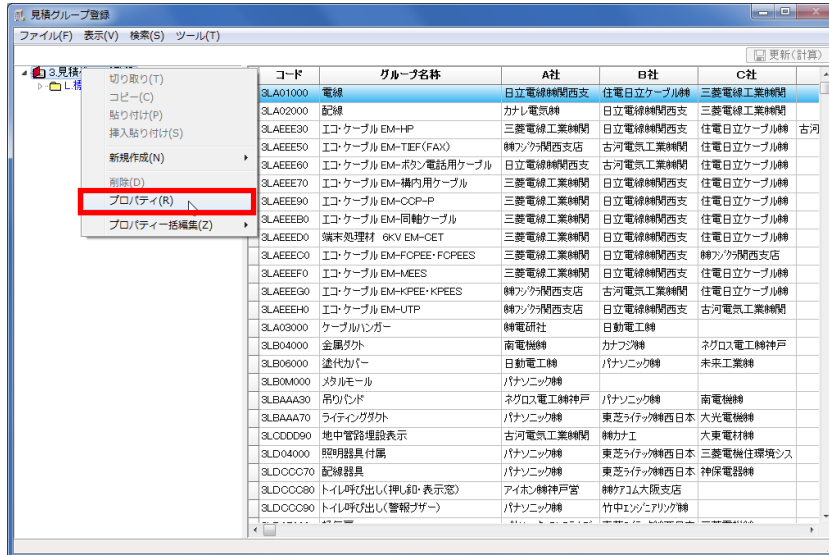 見積グループ登録
ファイル(F) 表示(V) 検索(S) ツール(T)
更新(計算)
3.見積
L.標
切り取り(T)
コピー(C)
貼り付け(P)
挿入貼り付け(S)
新規作成(N)
削除(D)
プロパティ(R)
プロパティ一括編集(Z)
コード グループ名称 A社 B社 C社
3LA01000 電線 日立電線㈱関西支 住電日立ケーブル㈱ 三菱電線工業㈱関
3LA02000 配線 カナレ電気㈱ 日立電線㈱関西支 三菱電線工業㈱関
3LAEEE30 エコ・ケーブル EM-HP 三菱電線工業㈱関 日立電線㈱関西支 住電日立ケーブル㈱ 古河
3LAEEE50 エコ・ケーブル EM-TIEF(FAX) ㈱フジクラ関西支店 古河電気工業㈱関 住電日立ケーブル㈱
3LAEEE60 エコ・ケーブル EM-ボタン電話用ケーブル 日立電線㈱関西支 古河電気工業㈱関 住電日立ケーブル㈱
3LAEEE70 エコ・ケーブル EM-構内用ケーブル 三菱電線工業㈱関 日立電線㈱関西支 住電日立ケーブル㈱
3LAEEE90 エコ・ケーブル EM-CCP-P 三菱電線工業㈱関 日立電線㈱関西支 住電日立ケーブル㈱
3LAEEEB0 エコ・ケーブル EM-同軸ケーブル 三菱電線工業㈱関 日立電線㈱関西支 住電日立ケーブル㈱
3LAEEED0 端末処理材 6KV EM-CET 三菱電線工業㈱関 日立電線㈱関西支 住電日立ケーブル㈱
3LAEEEC0 エコ・ケーブル EM-FCPEE・FCPEES 三菱電線工業㈱関 日立電線㈱関西支 ㈱フジクラ関西支店
3LAEEEF0 エコ・ケーブル EM-MEES 三菱電線工業㈱関 日立電線㈱関西支 住電日立ケーブル㈱
3LAEEEG0 エコ・ケーブル EM-KPEE・KPEES ㈱フジクラ関西支店 古河電気工業㈱関 住電日立ケーブル㈱
3LAEEEH0 エコ・ケーブル EM-UTP ㈱フジクラ関西支店 日立電線㈱関西支 古河電気工業㈱関
3LA03000 ケーブルハンガー ㈱電研社 日動電工㈱
3LB04000 金属ダクト 南電機㈱ カナフジ㈱ ネグロス電工㈱神戸
3LB06000 塗代カバー 日動電工㈱ パナソニック㈱ 未来工業㈱
3LB0M000 メタルモール パナソニック㈱
3LBAAA30 吊りバンド ネグロス電工㈱神戸 パナソニック㈱ 南電機㈱
3LBAAA70 ライティングダクト パナソニック㈱ 東芝ライテック㈱西日本 大光電機㈱
3LCDDD90 地中管路埋設表示 古河電気工業㈱関 ㈱カナエ 大東電材㈱
3LD04000 照明器具付属 パナソニック㈱ 東芝ライテック㈱西日本 三菱電機住環境シス
3LDCCC70 配線器具 パナソニック㈱ 東芝ライテック㈱西日本 神保電器㈱
3LDCCC80 トイレ呼び出し(押し釦・表示窓) アイホン㈱神戸営 ㈱ケアコム大阪支店
3LDCCC90 トイレ呼び出し(警報ブザー) パナソニック㈱ 竹中エンジニアリング㈱